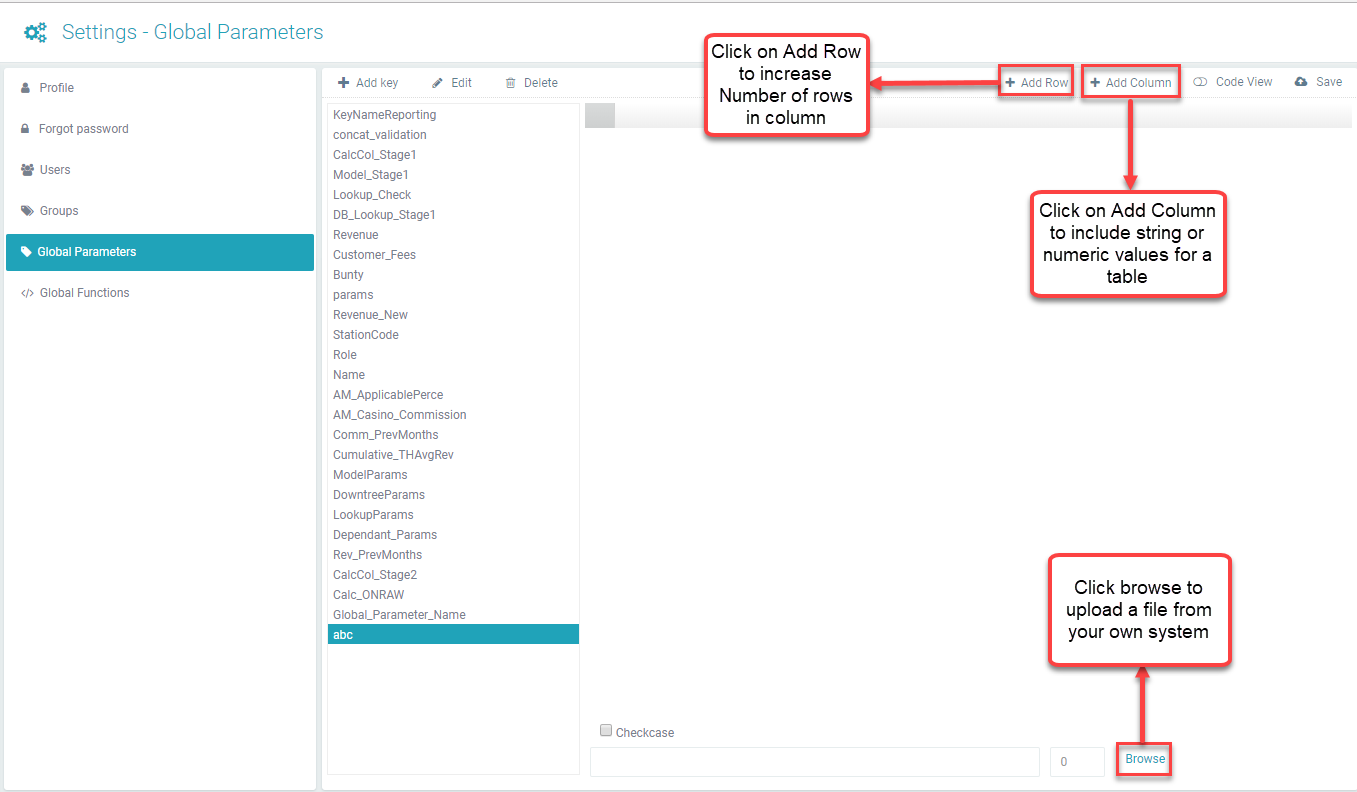 Settings - Global Parameters
Profile
Forgot password
Users
Groups
Global Parameters
Global Functions
Add key
Edit
Delete
Add Row
Add Column
Code View
Save
KeyNameReporting
concat_validation
CalcCol_Stage1
Model_Stage1
Lookup_Check
DB_Lookup_Stage1
Revenue
Customer_Fees
Bunty
params
Revenue_New
StationCode
Role
Name
AM_ApplicablePerce
AM_Casino_Commission
Comm_PrevMonths
Cumulative_THAvgRev
ModelParams
DowntreeParams
LookupParams
Dependant_Params
Rev_PrevMonths
CalcCol_Stage2
Calc_ONRAW
Global_Parameter_Name
abc
Click on Add Row
to increase
Number of rows
in column
Click on Add Column
to include string or
numeric values for a
table
Click browse to
upload a file from
your own system
Checkcase
0
Browse